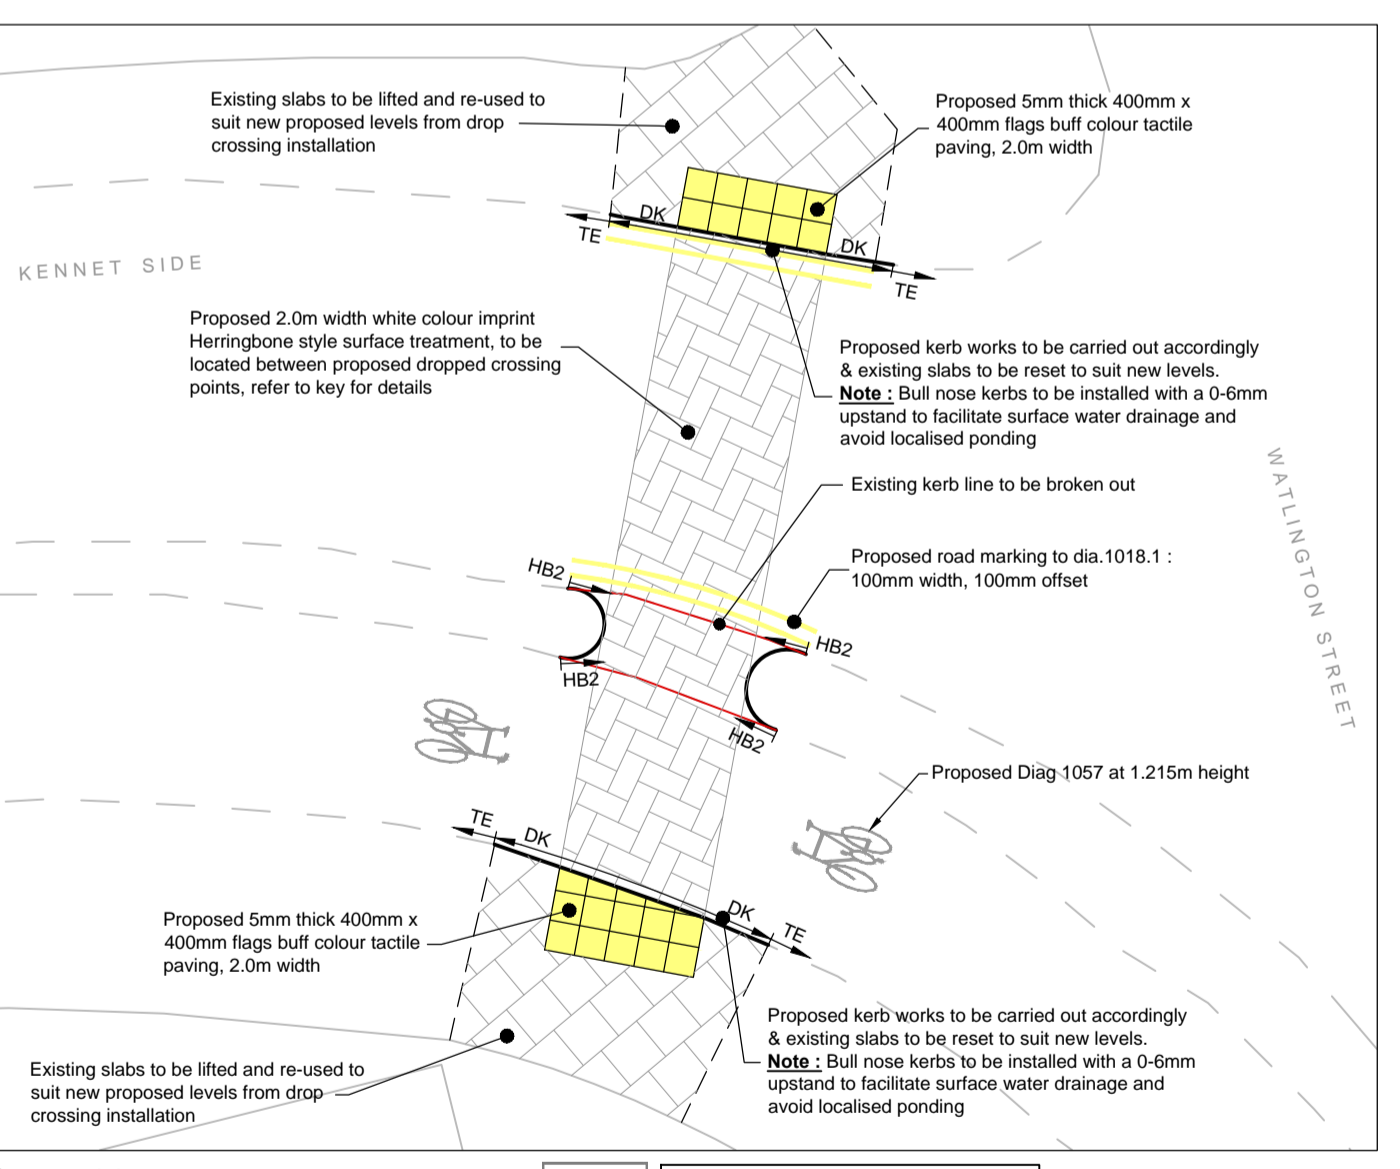 Existing slabs to be lifted and re-used to
suit new proposed levels from drop
crossing installation
Proposed 5mm thick 400mm x
400mm flags buff colour tactile
paving, 2.0m width
DK
TE
DK
TE
KENNET SIDE
Proposed 2.0m width white colour imprint
Herringbone style surface treatment, to be
located between proposed dropped crossing
points, refer to key for details
Proposed kerb works to be carried out accordingly
& existing slabs to be reset to suit new levels.
Note : Bull nose kerbs to be installed with a 0-6mm
upstand to facilitate surface water drainage and
avoid localised ponding
WATLINGTON STREET
Existing kerb line to be broken out
Proposed road marking to dia.1018.1 :
100mm width, 100mm offset
HB2
HB2
HB2
HB2
Proposed Diag 1057 at 1.215m height
TE
DK
DK
TE
Proposed 5mm thick 400mm x
400mm flags buff colour tactile
paving, 2.0m width
Proposed kerb works to be carried out accordingly
& existing slabs to be reset to suit new levels.
Note : Bull nose kerbs to be installed with a 0-6mm
upstand to facilitate surface water drainage and
avoid localised ponding
Existing slabs to be lifted and re-used to
suit new proposed levels from drop
crossing installation